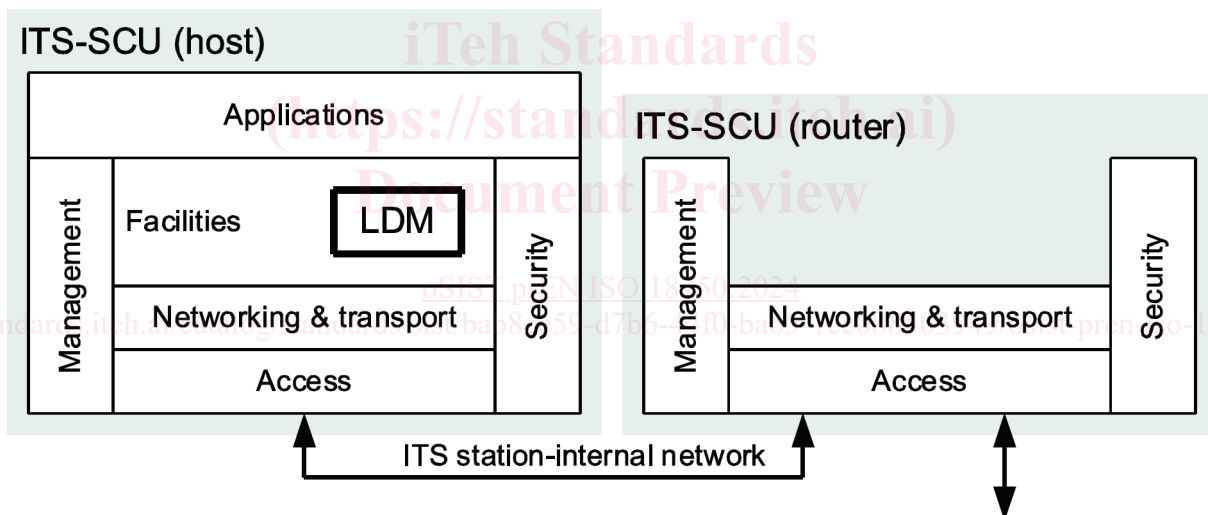 ITS-SCU (host)
Applications
Management
Facilities
LDM
Security
Networking & transport
Access
ITS-SCU (router)
Management
Networking & transport
Security
Access
ITS station-internal network
iTeh Standards
(https://standards.iteh.ai)
Document Preview
oSIST prEN ISO 18750:2024